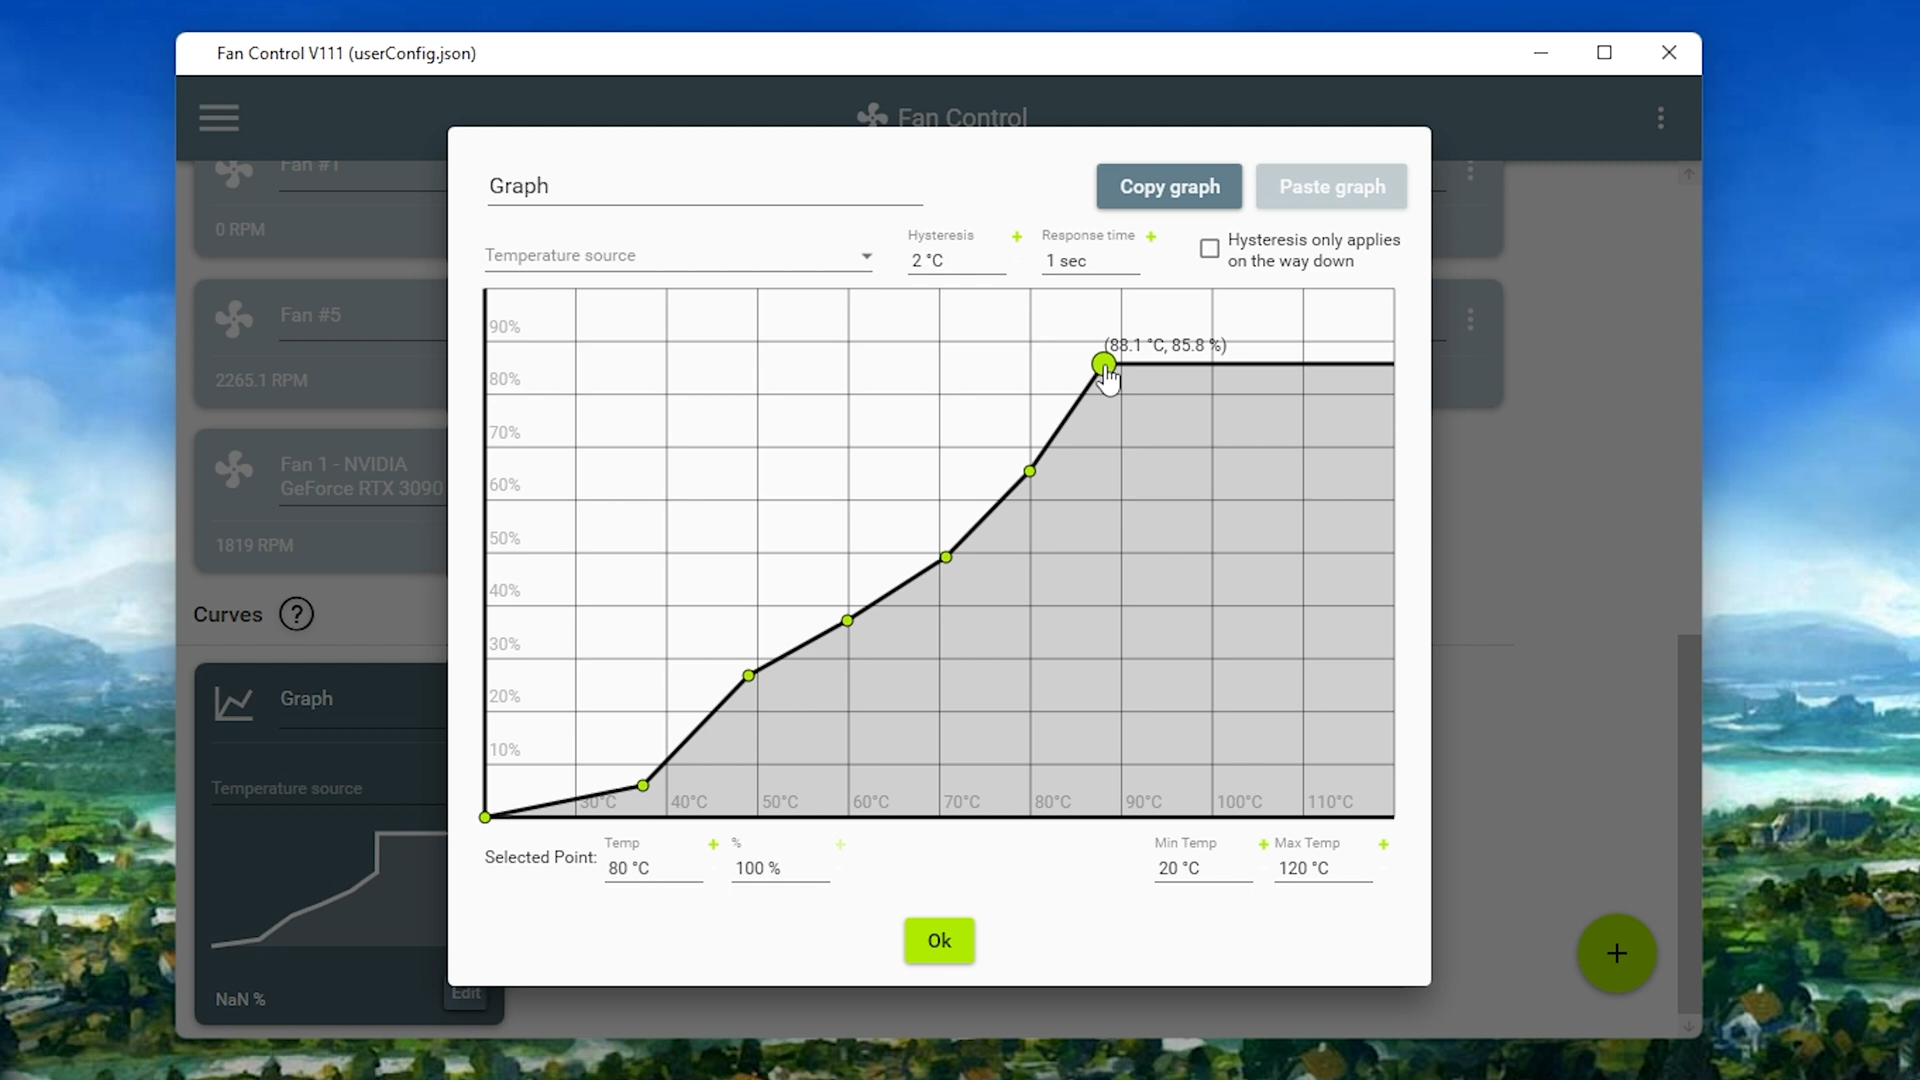 Fan Control V111 (userConfig.json)
Fan Control
Fan #1
0 RPM
Fan #5
2265.1 RPM
Fan 1 - NVIDIA
GeForce RTX 3090
1819 RPM
Curves ?
Graph
Temperature source
NaN %
Edit
Graph
Copy graph
Paste graph
Temperature source
Hysteresis
2 °C
Response time
1 sec
Hysteresis only applies
on the way down
(88.1 °C, 85.8 %)
90%
80%
70%
60%
50%
40%
30%
20%
10%
30°C 40°C 50°C 60°C 70°C 80°C 90°C 100°C 110°C
Selected Point:
Temp
80 °C
%
100 %
Min Temp
20 °C
Max Temp
120 °C
Ok